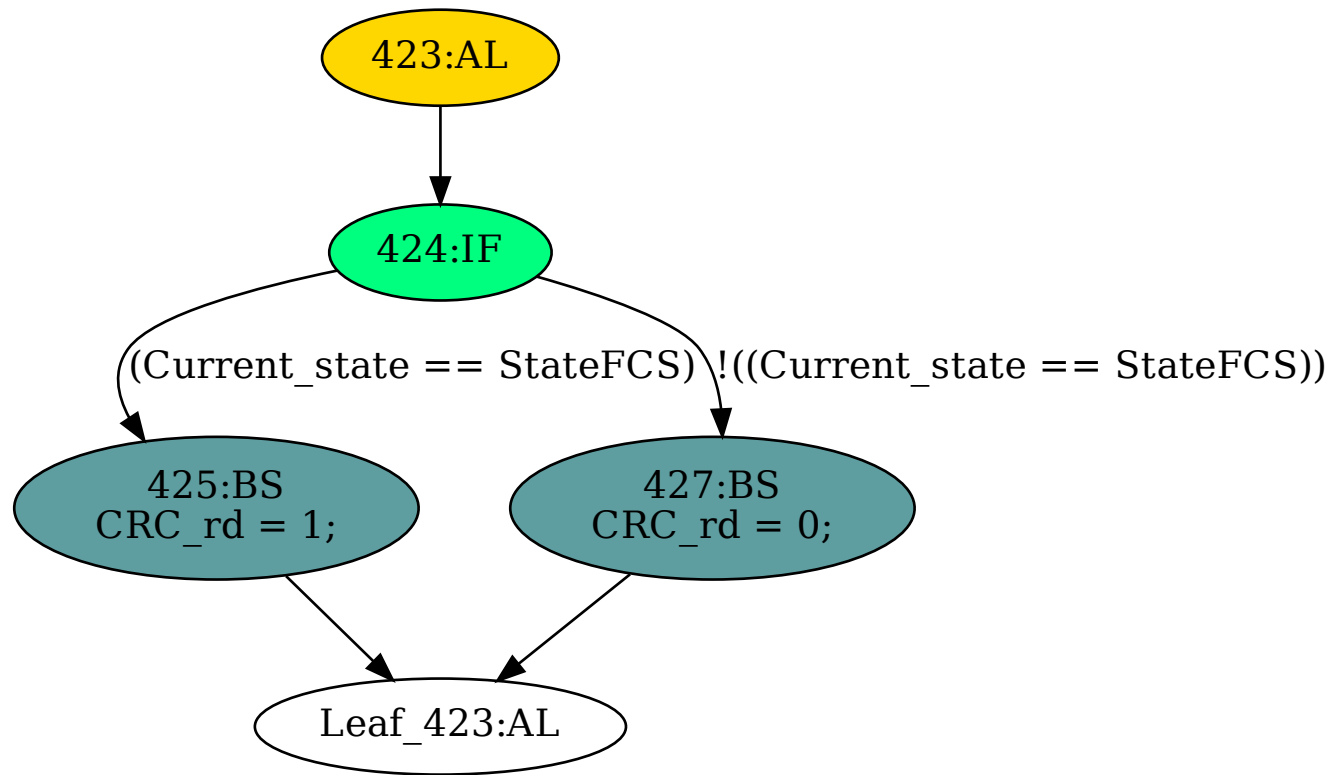 423:AL
424:IF
(Current_state == StateFCS)
!((Current_state == StateFCS))
425:BS
CRC_rd = 1;
427:BS
CRC_rd = 0;
Leaf_423:AL